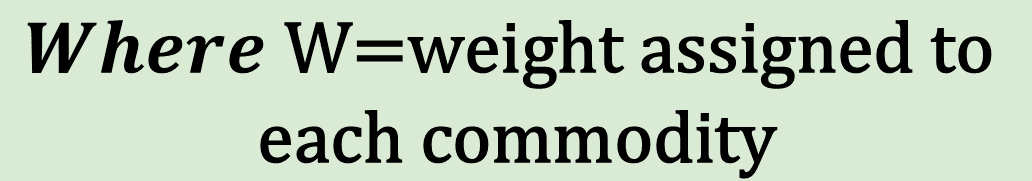 Where W=weight assigned to
each commodity